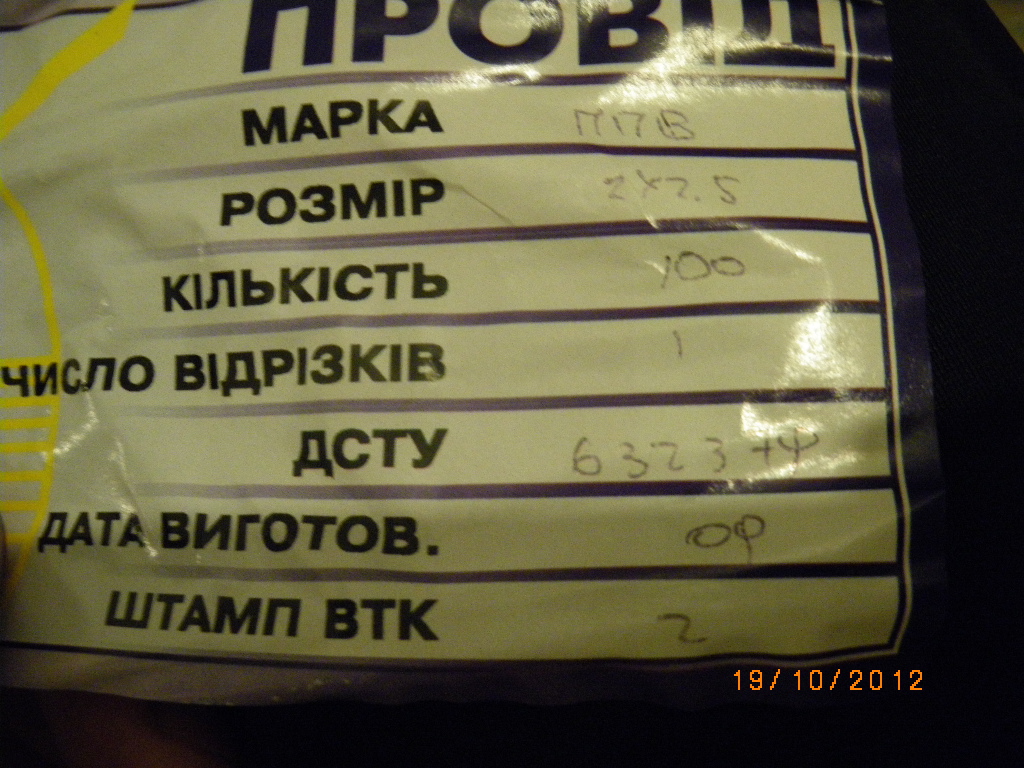 ПРОВІД
МАРКА ППВ
РОЗМІР 2х2.5
КІЛЬКІСТЬ 100
ЧИСЛО ВІДРІЗКІВ 1
ДСТУ
ДАТА ВИГОТОВ.
ШТАМП ВТК 2
19/10/2012